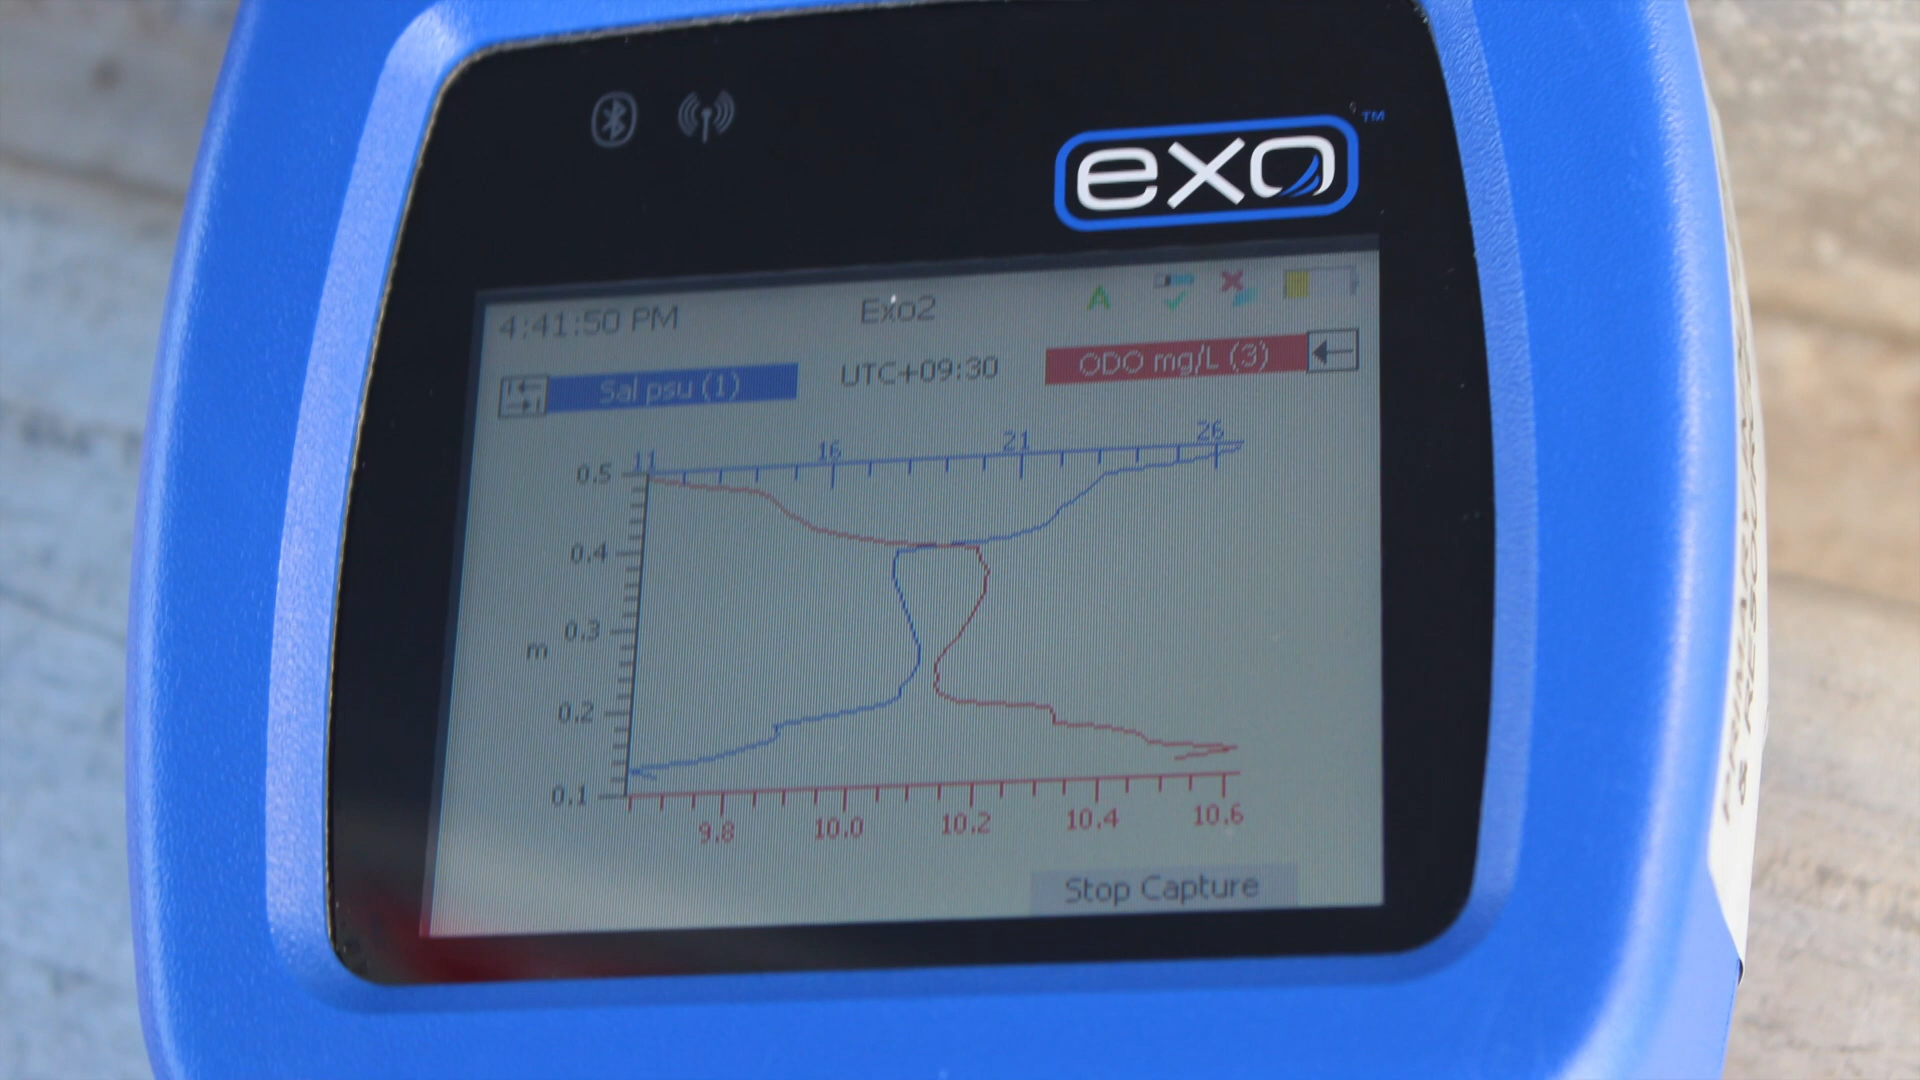 exo™
4:41:50 PM Exo2 A
Sal psu (1) UTC+09:30 ODO mg/L (3)
11 16 21 26
0.5
0.4
0.3
m
0.2
0.1
9.8 10.0 10.2 10.4 10.6
Stop Capture